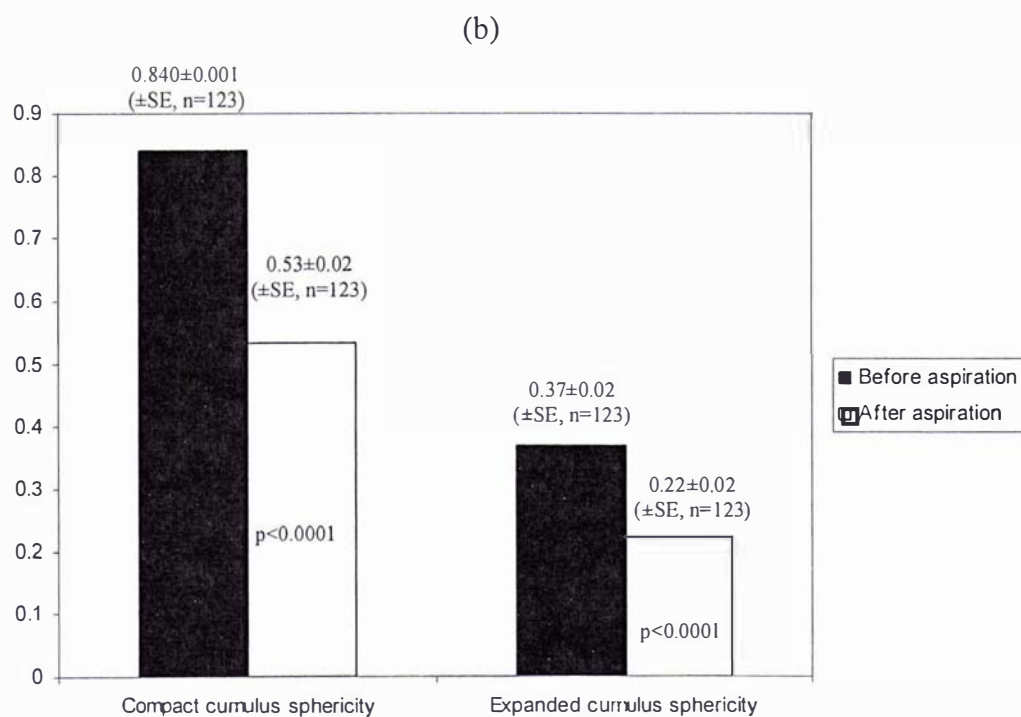 (b)
0.840±0.001
(±SE, n=123)
0.9
0.8
0.7
0.53±0.02
(±SE, n=123)
0.6
0.5
0.37±0.02
(±SE, n=123)
Before aspiration
After aspiration
0.4
0.22±0.02
(±SE, n=123)
0.3
p<0.0001
0.2
p<0.0001
0.1
0
Compact cumulus sphericity
Expanded cumulus sphericity